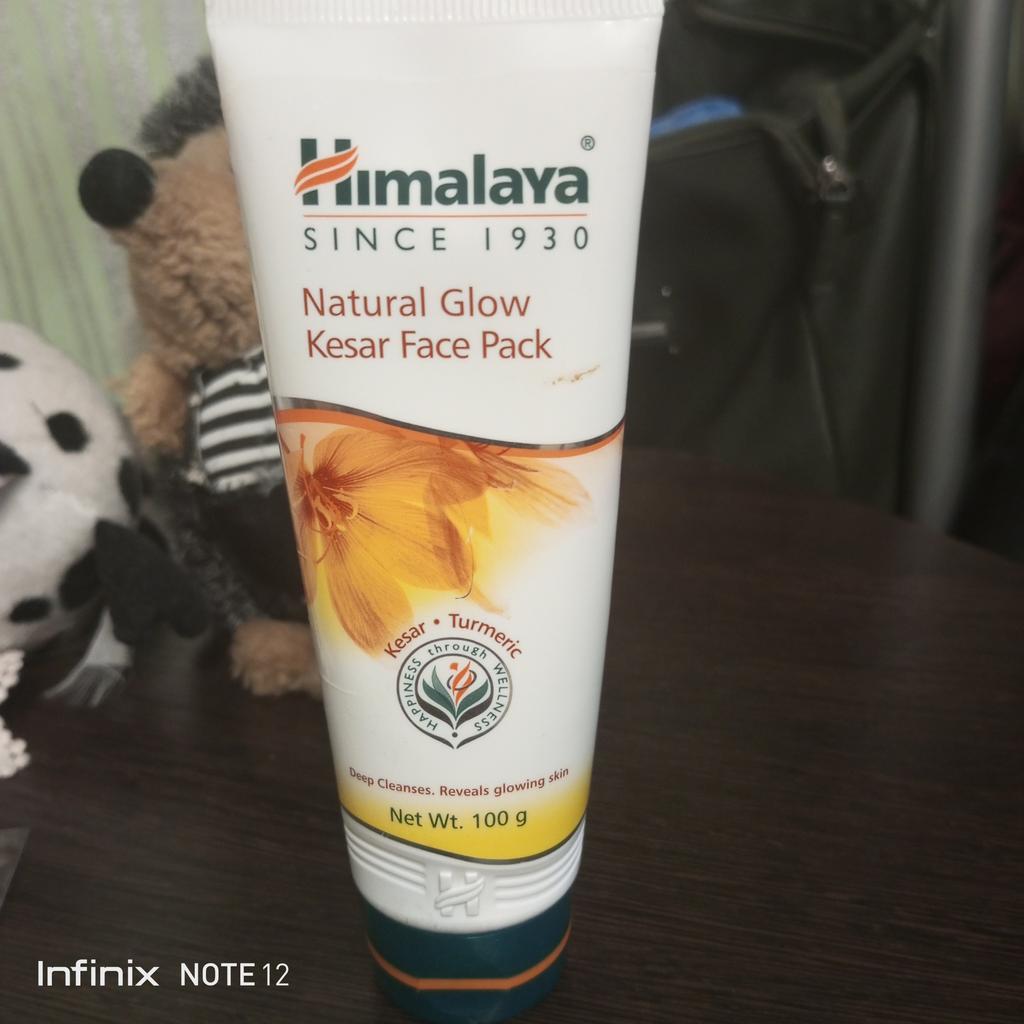 Himalaya®
SINCE 1930
Natural Glow
Kesar Face Pack
Kesar • Turmeric
HAPPINESS through WELLNESS
Deep Cleanses. Reveals glowing skin
Net Wt. 100 g
H
Infinix NOTE 12